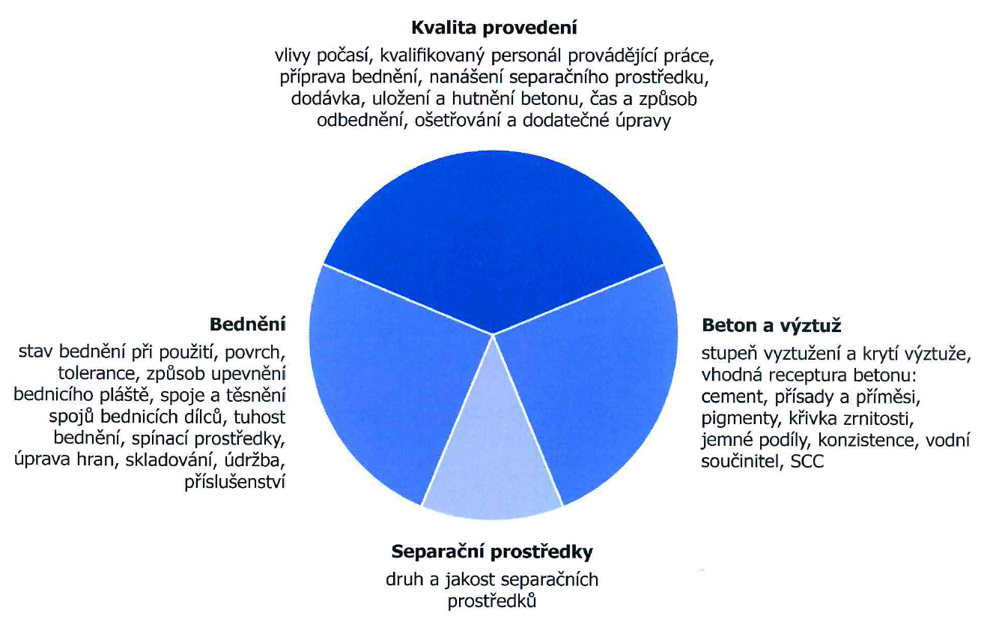 Kvalita provedení
vlivy počasí, kvalifikovaný personál provádějící práce,
příprava bednění, nanášení separačního prostředku,
dodávka, uložení a hutnění betonu, čas a způsob
odbednění, ošetřování a dodatečné úpravy
Bednění
stav bednění při použití, povrch,
tolerance, způsob upevnění
bednicího pláště, spoje a těsnění
spojů bednicích dílců, tuhost
bednění, spínací prostředky,
úprava hran, skladování, údržba,
příslušenství
Beton a výztuž
stupeň vyztužení a krytí výztuže,
vhodná receptura betonu:
cement, přísady a příměsi,
pigmenty, křivka zrnitosti,
jemné podíly, konzistence, vodní
součinitel, SCC
Separační prostředky
druh a jakost separačních
prostředků